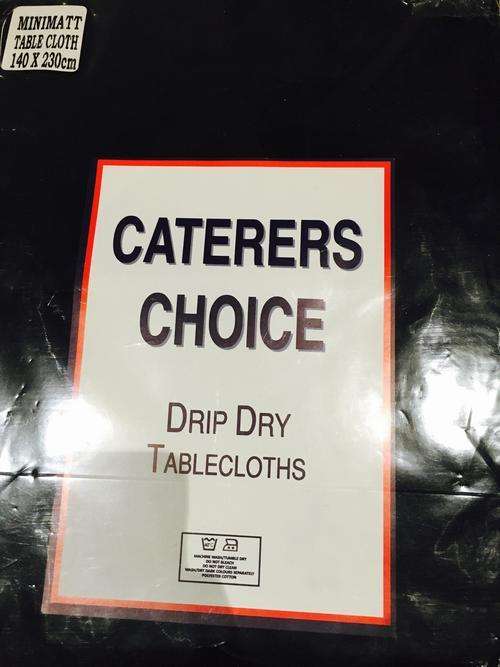 MINIMATT
TABLE CLOTH
140 X 230cm
CATERERS
CHOICE
DRIP DRY
TABLECLOTHS
MACHINE WASH/TUMBLE DRY
DO NOT BLEACH
DO NOT DRY CLEAN
WASH/DRY DARK COLOURS SEPARATELY
POLYESTER COTTON